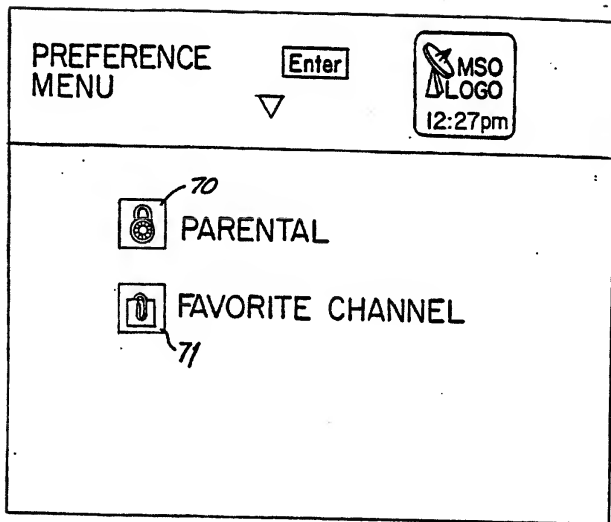 PREFERENCE
MENU
Enter
MSO
LOGO
12:27pm
70
PARENTAL
FAVORITE CHANNEL
71